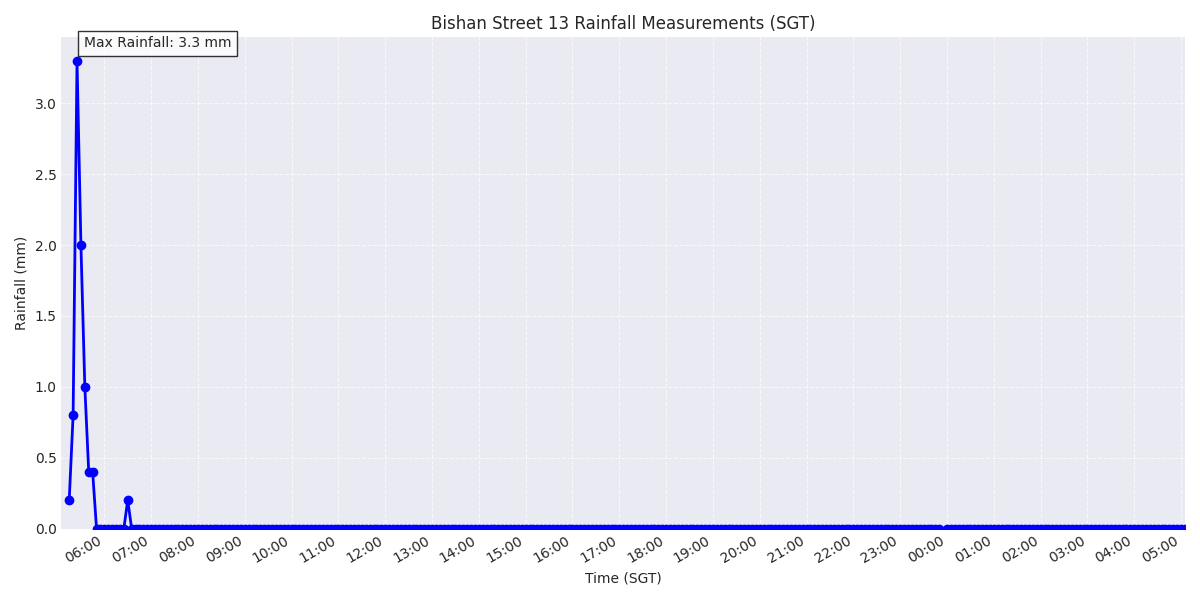 Bishan Street 13 Rainfall Measurements (SGT)
Max Rainfall: 3.3 mm
3.0
2.5
2.0
1.5
1.0
0.5
0.0
Rainfall (mm)
06:00 07:00 08:00 09:00 10:00 11:00 12:00 13:00 14:00 15:00 16:00 17:00 18:00 19:00 20:00 21:00 22:00 23:00 00:00 01:00 02:00 03:00 04:00 05:00
Time (SGT)